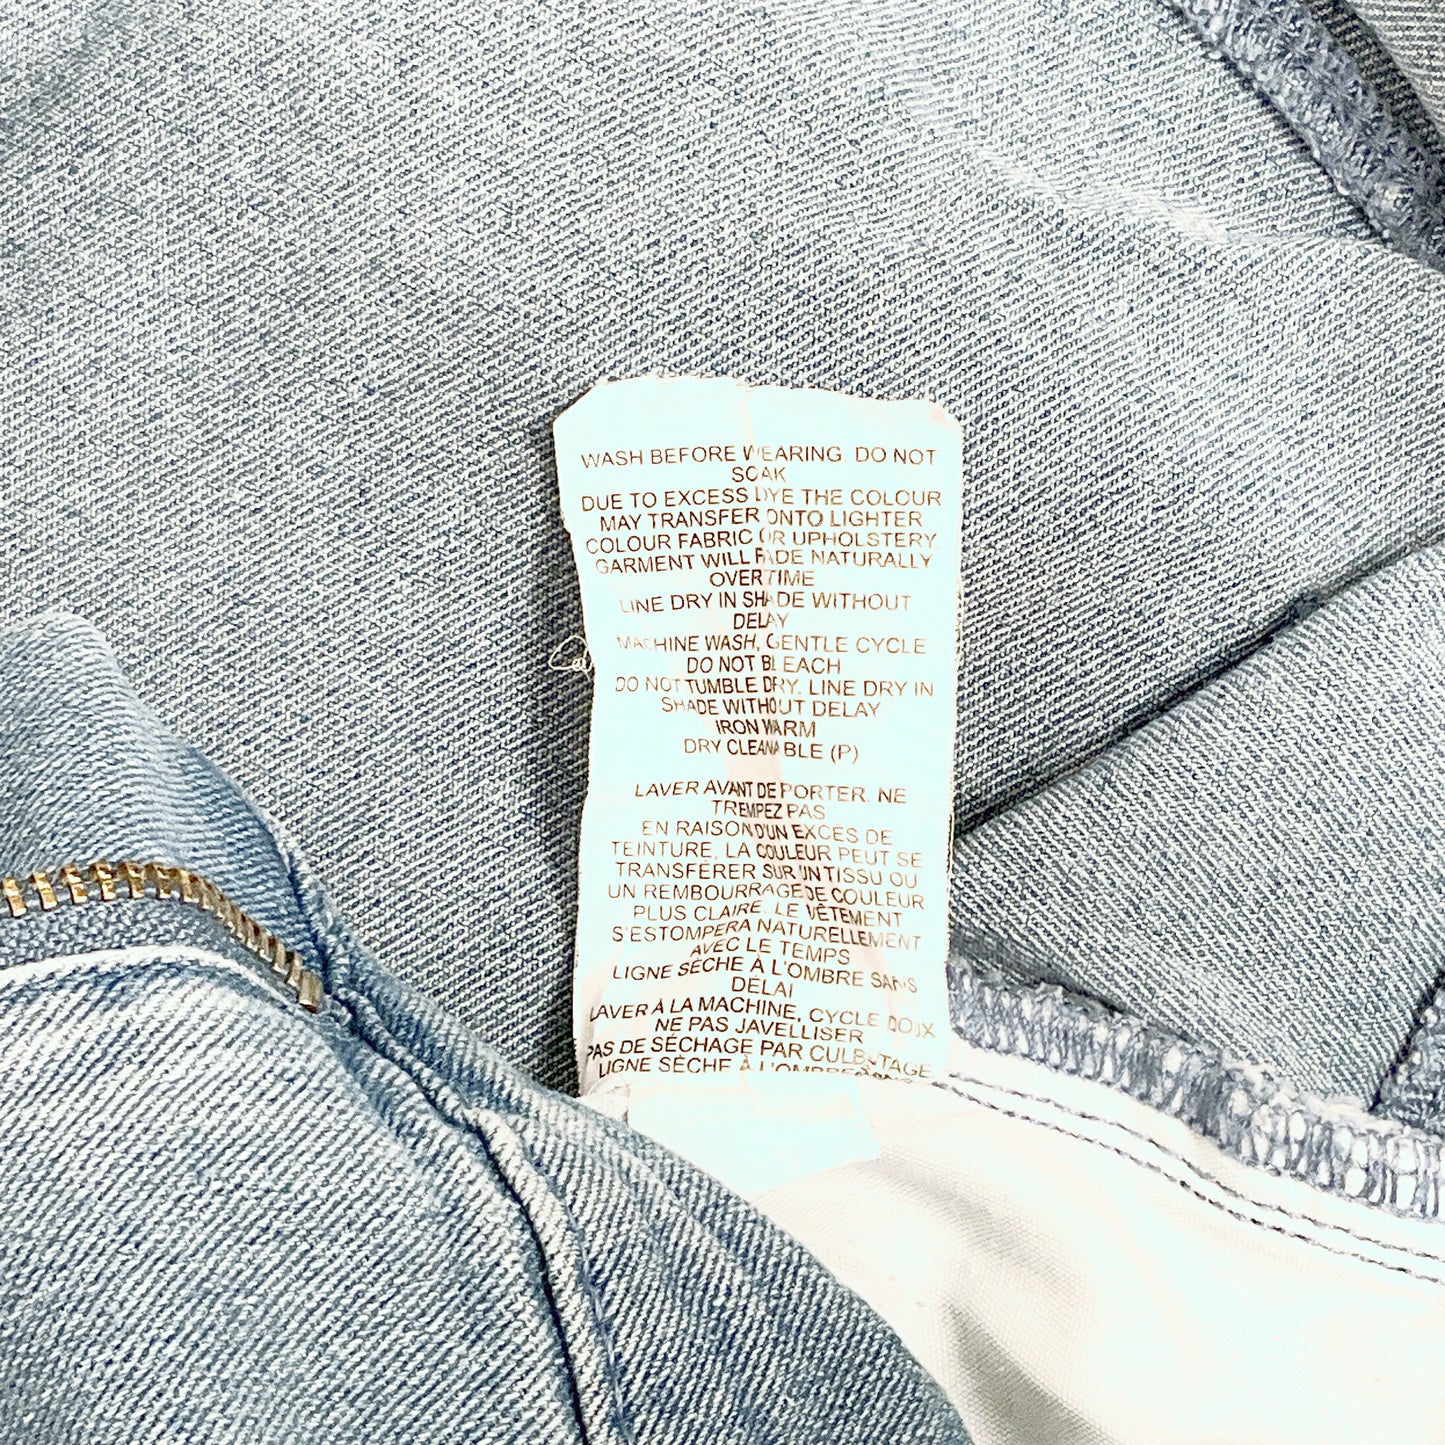 WASH BEFORE WEARING. DO NOT
SOAK
DUE TO EXCESS DYE THE COLOUR
MAY TRANSFER ONTO LIGHTER
COLOUR FABRIC OR UPHOLSTERY.
GARMENT WILL FADE NATURALLY
OVERTIME
LINE DRY IN SHADE WITHOUT
DELAY
MACHINE WASH, GENTLE CYCLE
DO NOT BLEACH
DO NOT TUMBLE DRY. LINE DRY IN
SHADE WITHOUT DELAY
IRON WARM
DRY CLEANABLE (P)
LAVER AVANT DE PORTER. NE
TREMPEZ PAS
EN RAISON D'UN EXCÈS DE
TEINTURE, LA COULEUR PEUT SE
TRANSFÉRER SUR UN TISSU OU
UN REMBOURRAGE DE COULEUR
PLUS CLAIRE. LE VÊTEMENT
S'ESTOMPERA NATURELLEMENT
AVEC LE TEMPS
LIGNE SÈCHE À L'OMBRE SANS
DÉLAI
LAVER À LA MACHINE, CYCLE DOUX
NE PAS JAVELLISER
PAS DE SÉCHAGE PAR CULBUTAGE.
LIGNE SÈCHE À L'OMBRE